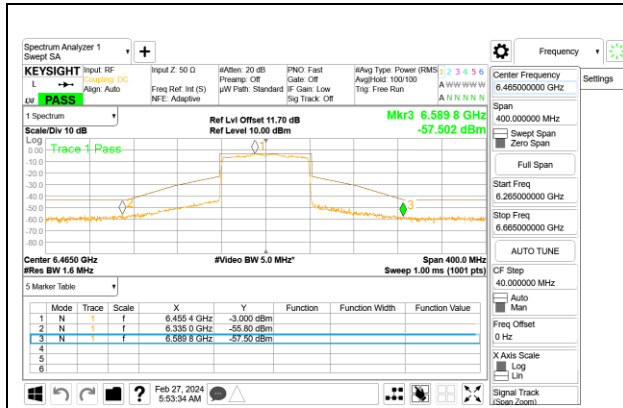 Spectrum Analyzer 1
Swept SA
Frequency
KEYSIGHT
Input: RF
Coupling: DC
Align: Auto
Input Z: 50 Ω
Freq Ref: Int (S)
NFE: Adaptive
#Atten: 20 dB
Preamp: Off
µW Path: Standard
PNO: Fast
Gate: Off
IF Gain: Low
Sig Track: Off
#Avg Type: Power (RMS
Avg|Hold: 100/100
Trig: Free Run
1 2 3 4 5 6
A W W W W W
A N N N N N
L
PASS
1 Spectrum
Scale/Div 10 dB
Ref Lvl Offset 11.70 dB
Ref Level 10.00 dBm
Mkr3 6.589 8 GHz
-57.502 dBm
Log
Trace 1 Pass
0.00
-10.0
-20.0
-30.0
-40.0
-50.0
-60.0
-70.0
-80.0
1
2
3
Center 6.4650 GHz
#Video BW 5.0 MHz*
Span 400.0 MHz
#Res BW 1.6 MHz
Sweep 1.00 ms (1001 pts)
5 Marker Table
Mode Trace Scale X Y Function Function Width Function Value
1 N 1 f 6.455 4 GHz -3.000 dBm
2 N 1 f 6.335 0 GHz -55.80 dBm
3 N 1 f 6.589 8 GHz -57.50 dBm
4
5
6
Feb 27, 2024
5:53:34 AM
Center Frequency
6.465000000 GHz
Settings
Span
400.000000 MHz
Swept Span
Zero Span
Full Span
Start Freq
6.265000000 GHz
Stop Freq
6.665000000 GHz
AUTO TUNE
CF Step
40.000000 MHz
Auto
Man
Freq Offset
0 Hz
X Axis Scale
Log
Lin
Signal Track
(Span Zoom)